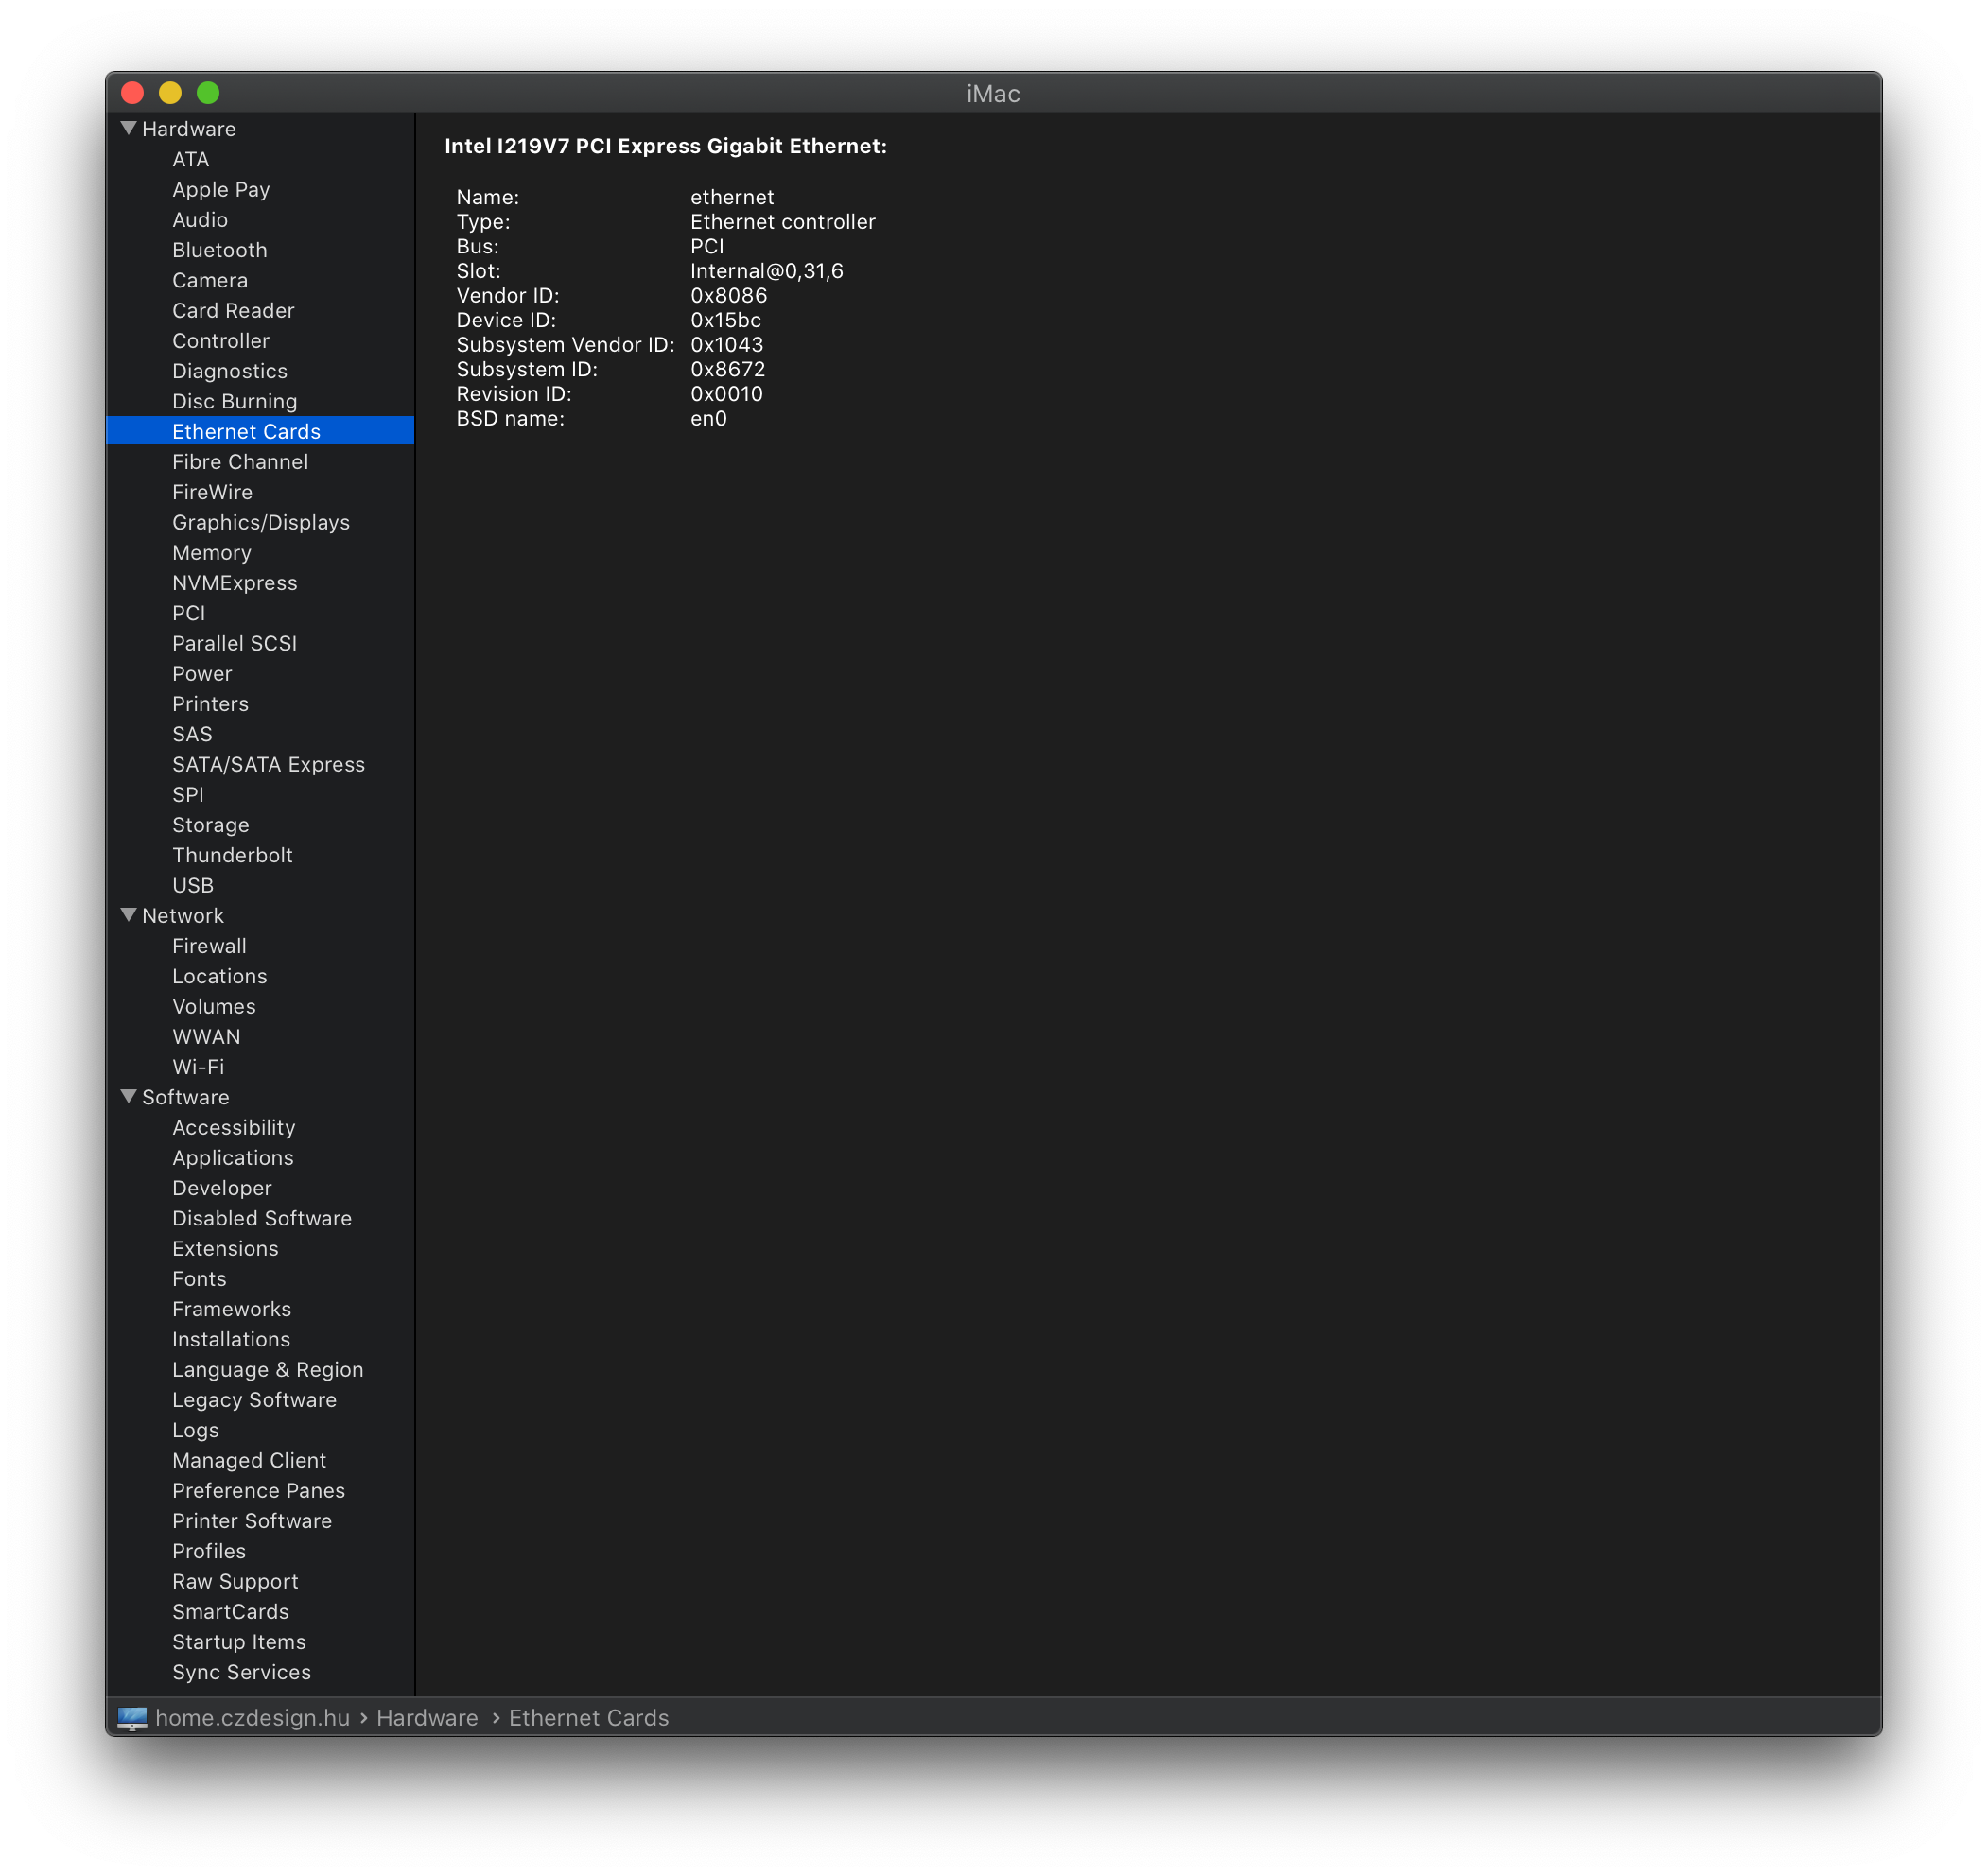 iMac
Hardware
ATA
Apple Pay
Audio
Bluetooth
Camera
Card Reader
Controller
Diagnostics
Disc Burning
Ethernet Cards
Fibre Channel
FireWire
Graphics/Displays
Memory
NVMExpress
PCI
Parallel SCSI
Power
Printers
SAS
SATA/SATA Express
SPI
Storage
Thunderbolt
USB
Network
Firewall
Locations
Volumes
WWAN
Wi-Fi
Software
Accessibility
Applications
Developer
Disabled Software
Extensions
Fonts
Frameworks
Installations
Language & Region
Legacy Software
Logs
Managed Client
Preference Panes
Printer Software
Profiles
Raw Support
SmartCards
Startup Items
Sync Services
Intel I219V7 PCI Express Gigabit Ethernet:
Name: ethernet
Type: Ethernet controller
Bus: PCI
Slot: Internal@0,31,6
Vendor ID: 0x8086
Device ID: 0x15bc
Subsystem Vendor ID: 0x1043
Subsystem ID: 0x8672
Revision ID: 0x0010
BSD name: en0
home.czdesign.hu › Hardware › Ethernet Cards